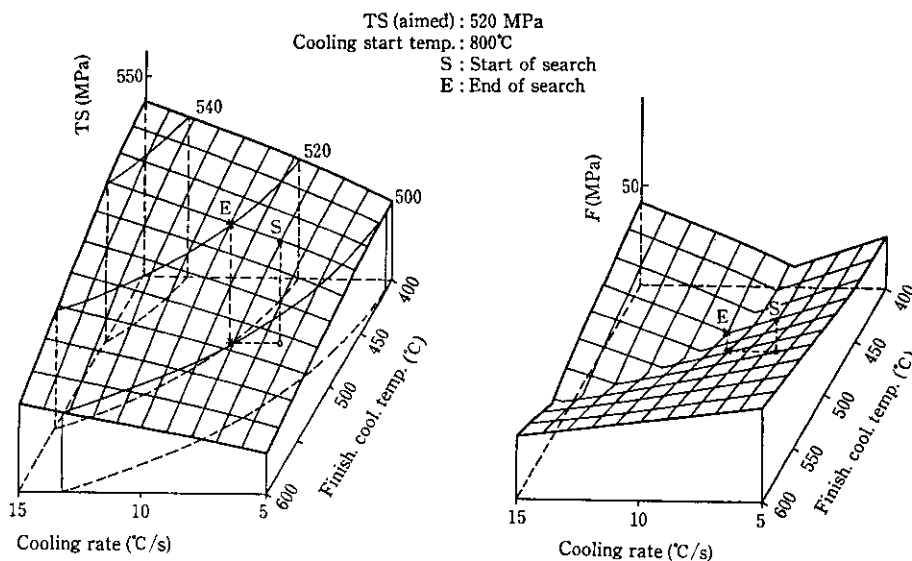 TS (aimed) : 520 MPa
Cooling start temp. : 800℃
S : Start of search
E : End of search
TS (MPa)
550
540
520
500
E
S
400
450
500
600
Finish. cool. temp. (℃)
15
10
5
Cooling rate (℃/s)
F (MPa)
50
E
S
400
450
500
550
600
Finish. cool. temp. (℃)
15
10
5
Cooling rate (℃/s)